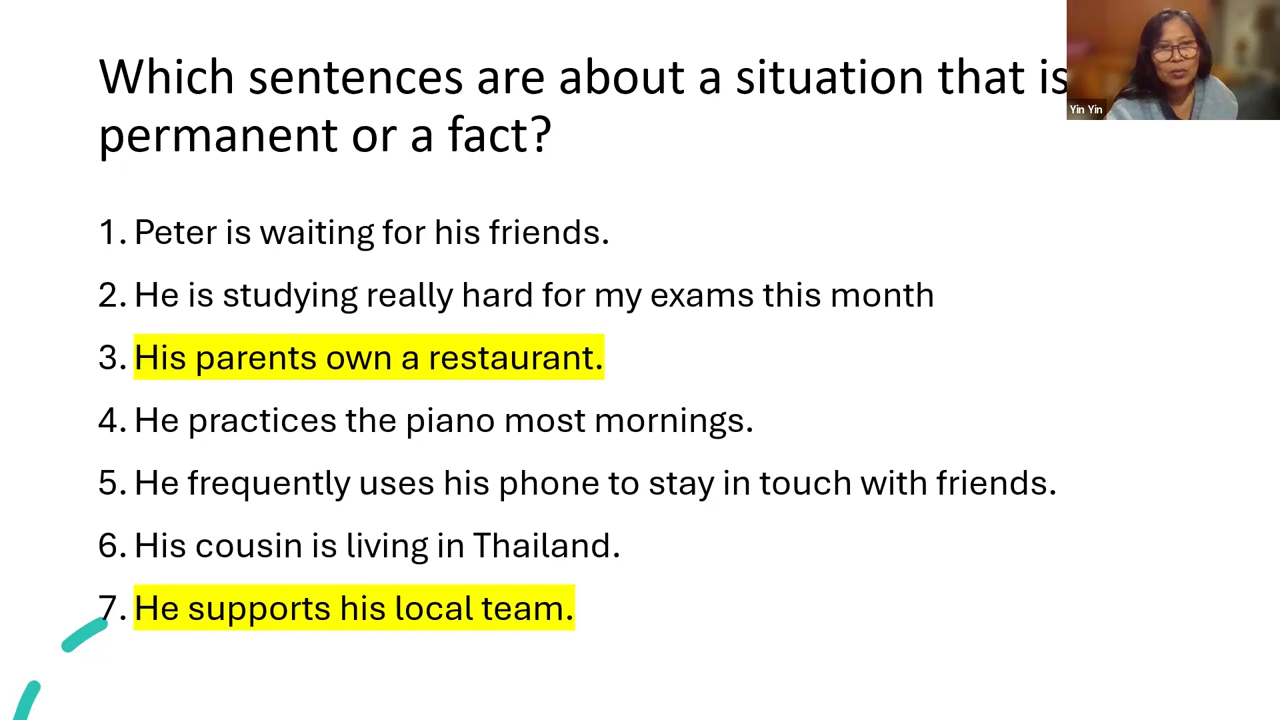 Which sentences are about a situation that is
permanent or a fact?
Yin Yin
1. Peter is waiting for his friends.
2. He is studying really hard for my exams this month
3. His parents own a restaurant.
4. He practices the piano most mornings.
5. He frequently uses his phone to stay in touch with friends.
6. His cousin is living in Thailand.
7. He supports his local team.